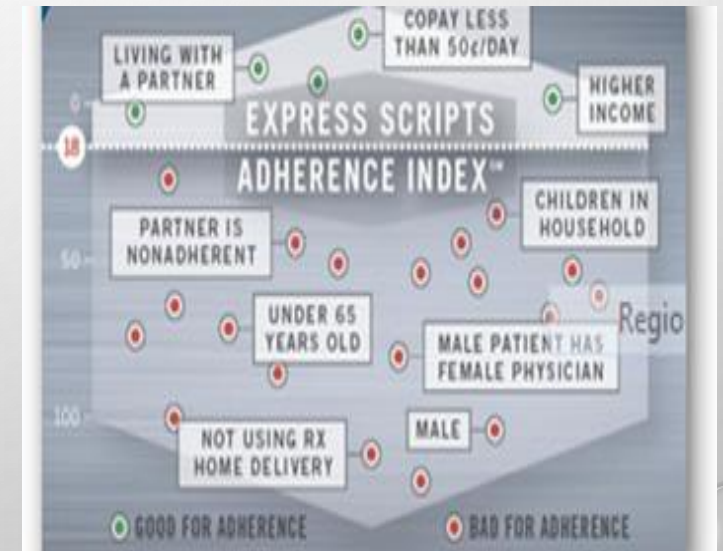 COPAY LESS
THAN 50¢/DAY
LIVING WITH
A PARTNER
HIGHER
INCOME
0
EXPRESS SCRIPTS
18
ADHERENCE INDEX℠
CHILDREN IN
HOUSEHOLD
PARTNER IS
NONADHERENT
50
UNDER 65
YEARS OLD
Regio
MALE PATIENT HAS
FEMALE PHYSICIAN
100
MALE
NOT USING RX
HOME DELIVERY
GOOD FOR ADHERENCE
BAD FOR ADHERENCE